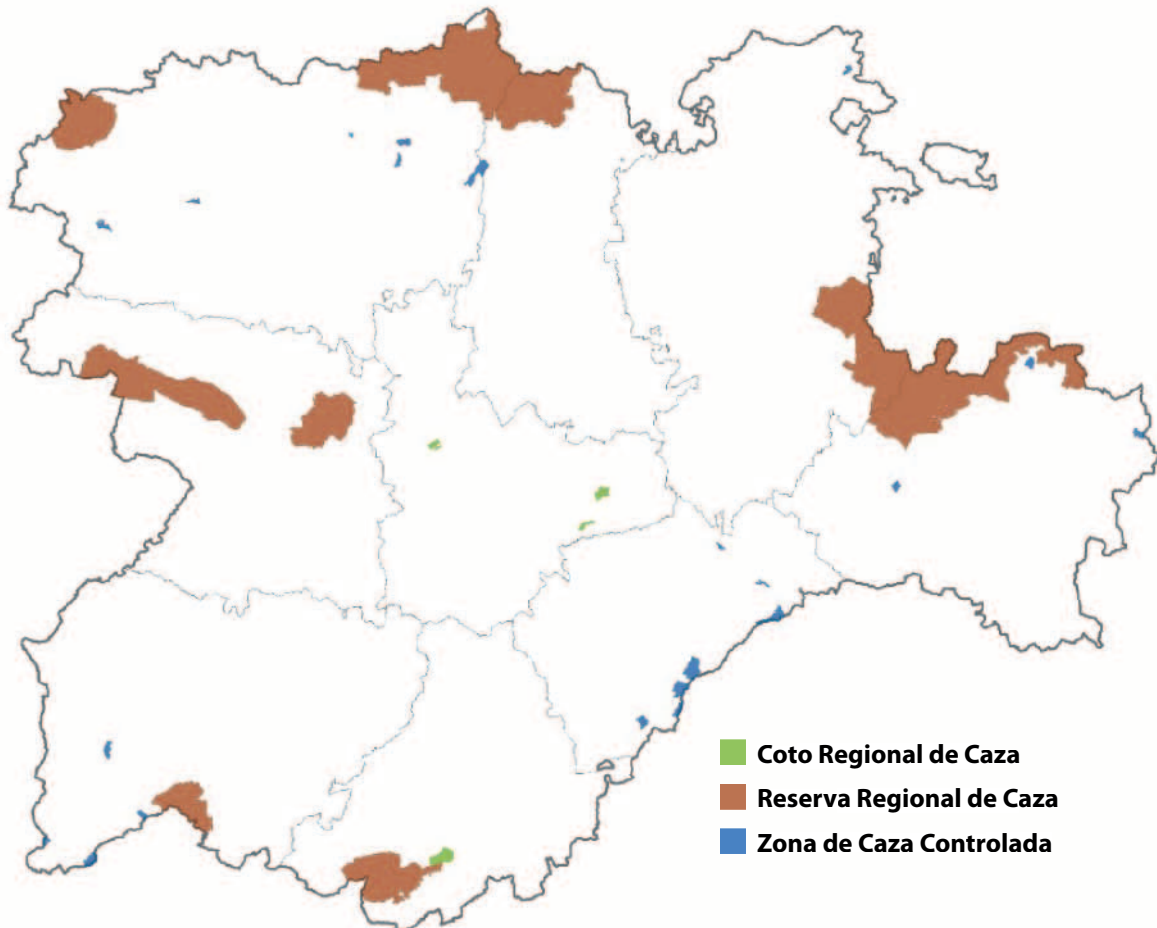 Coto Regional de Caza
Reserva Regional de Caza
Zona de Caza Controlada